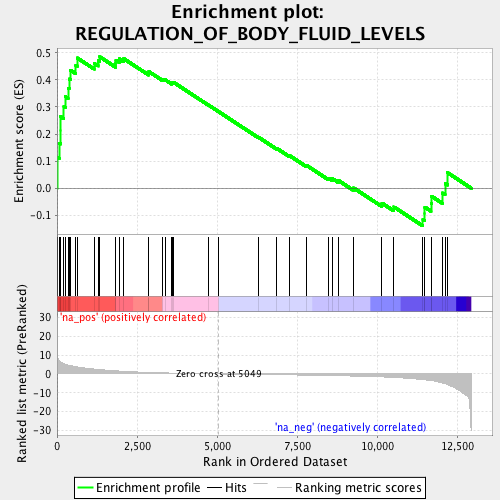 Enrichment plot:
REGULATION_OF_BODY_FLUID_LEVELS
Enrichment score (ES)
0.5
0.4
0.3
0.2
0.1
0.0
-0.1
'na_pos' (positively correlated)
Ranked list metric (PreRanked)
30
20
10
0
-10
-20
-30
Zero cross at 5049
'na_neg' (negatively correlated)
0
2,500
5,000
7,500
10,000
12,500
Rank in Ordered Dataset
Enrichment profile
Hits
Ranking metric scores